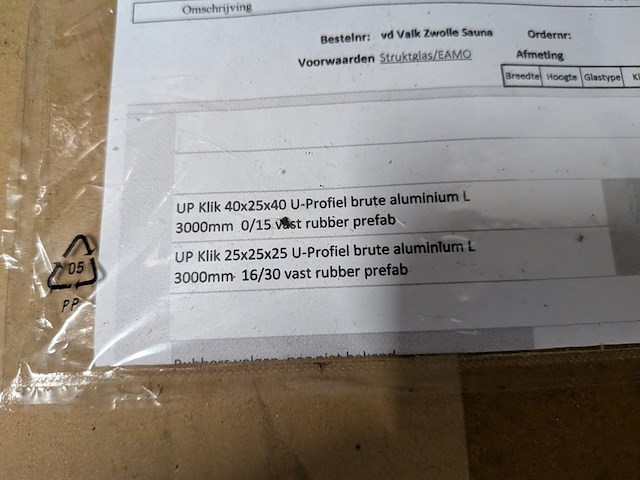 Omschrijving
Bestelnr: vd Valk Zwolle Sauna Ordernr:
Voorwaarden Struktglas/EAMO Afmeting
Breedte Hoogte Glastype
UP Klik 40x25x40 U-Profiel brute aluminium L
3000mm 0/15 vast rubber prefab
UP Klik 25x25x25 U-Profiel brute aluminium L
3000mm 16/30 vast rubber prefab
05
PP